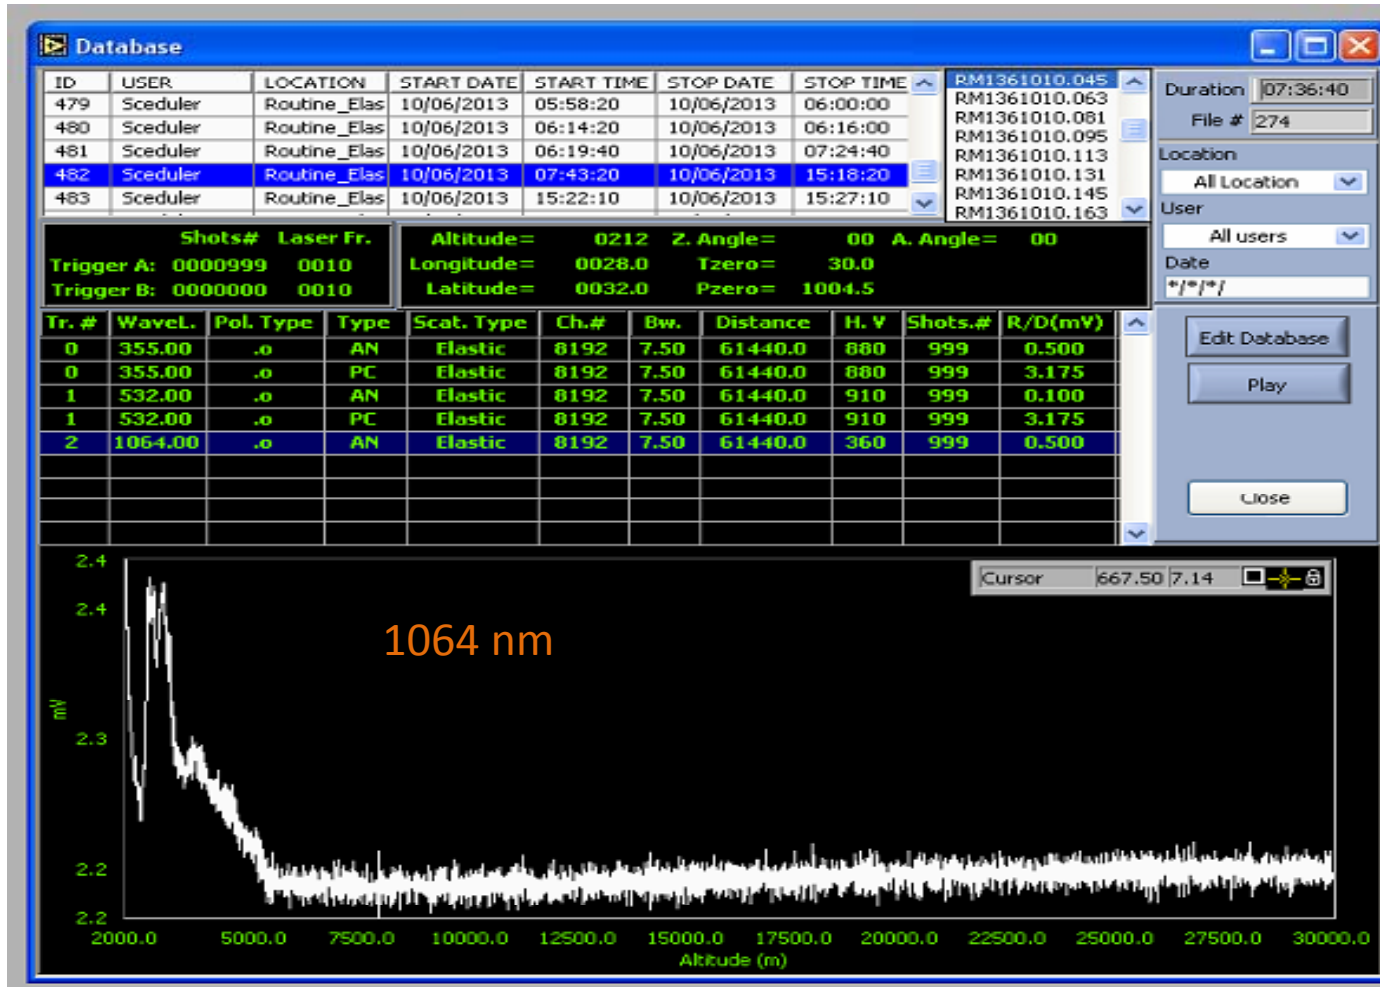 Database
ID USER LOCATION START DATE START TIME STOP DATE STOP TIME
479 Sceduler Routine_Elas 10/06/2013 05:58:20 10/06/2013 06:00:00
480 Sceduler Routine_Elas 10/06/2013 06:14:20 10/06/2013 06:16:00
481 Sceduler Routine_Elas 10/06/2013 06:19:40 10/06/2013 07:24:40
482 Sceduler Routine_Elas 10/06/2013 07:43:20 10/06/2013 15:18:20
483 Sceduler Routine_Elas 10/06/2013 15:22:10 10/06/2013 15:27:10
RM1361010.045
RM1361010.063
RM1361010.081
RM1361010.095
RM1361010.113
RM1361010.131
RM1361010.145
RM1361010.163
Duration 07:36:40
File # 274
Location
All Location
User
All users
Date
*/*/*/
Edit Database
Play
Close
Shots# Laser Fr.
Trigger A: 0000999 0010
Trigger B: 0000000 0010
Altitude= 0212 Z. Angle= 00 A. Angle= 00
Longitude= 0028.0 Tzero= 30.0
Latitude= 0032.0 Pzero= 1004.5
Tr. # WaveL. Pol. Type Type Scat. Type Ch.# Bw. Distance H. V Shots.# R/D(mV)
0 355.00 .o AN Elastic 8192 7.50 61440.0 880 999 0.500
0 355.00 .o PC Elastic 8192 7.50 61440.0 880 999 3.175
1 532.00 .o AN Elastic 8192 7.50 61440.0 910 999 0.100
1 532.00 .o PC Elastic 8192 7.50 61440.0 910 999 3.175
2 1064.00 .o AN Elastic 8192 7.50 61440.0 360 999 0.500
Cursor 667.50 7.14
1064 nm
2.4
2.4
mV
2.3
2.2
2.2
2000.0 5000.0 7500.0 10000.0 12500.0 15000.0 17500.0 20000.0 22500.0 25000.0 27500.0 30000.0
Altitude (m)